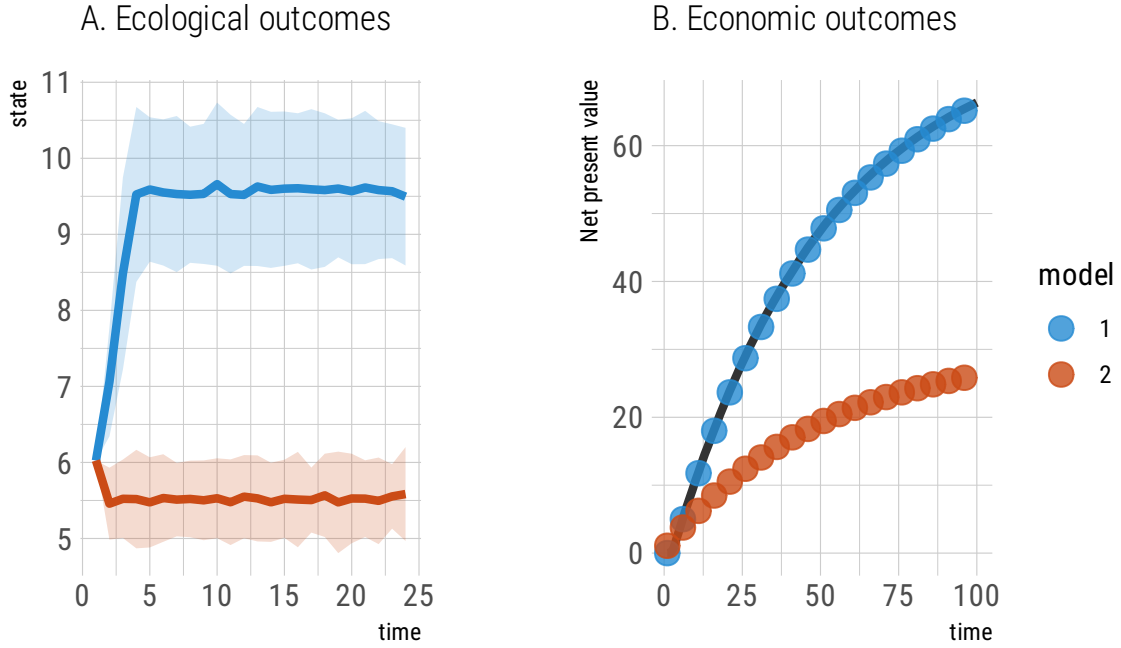 A. Ecological outcomes
state
11
10
9
8
7
6
5
0 5 10 15 20 25
time
B. Economic outcomes
Net present value
60
40
20
0
0 25 50 75 100
time
model
1
2